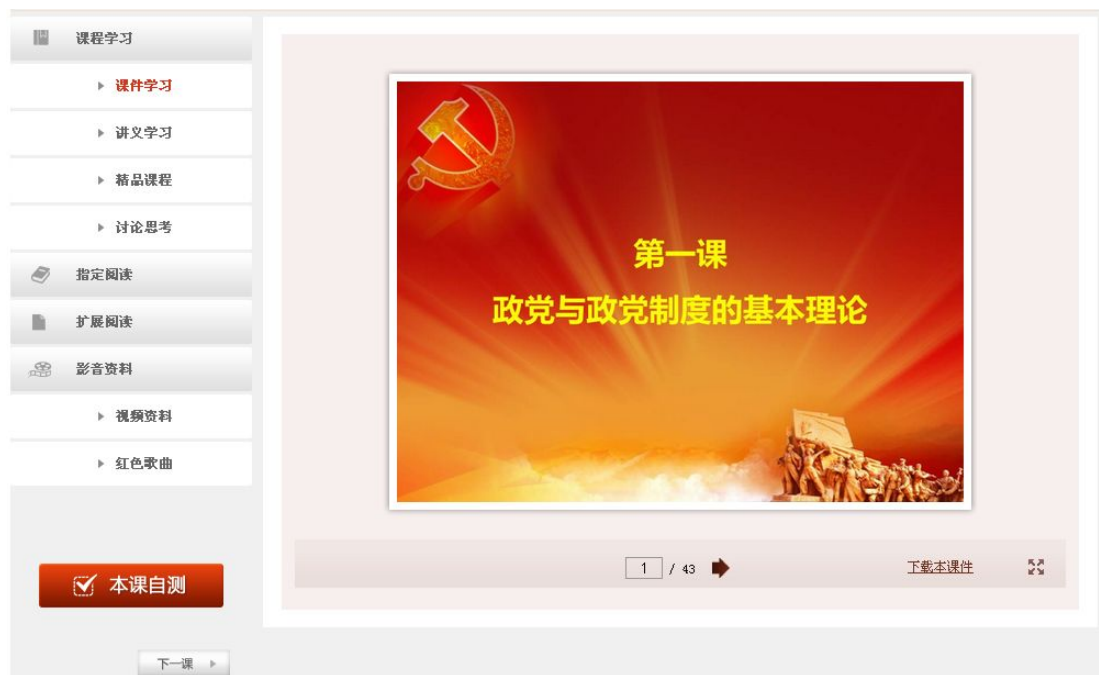 课程学习
课件学习
讲义学习
精品课程
讨论思考
指定阅读
扩展阅读
影音资料
视频资料
红色歌曲
本课自测
下一课
第一课
政党与政党制度的基本理论
1 / 43
下载本课件